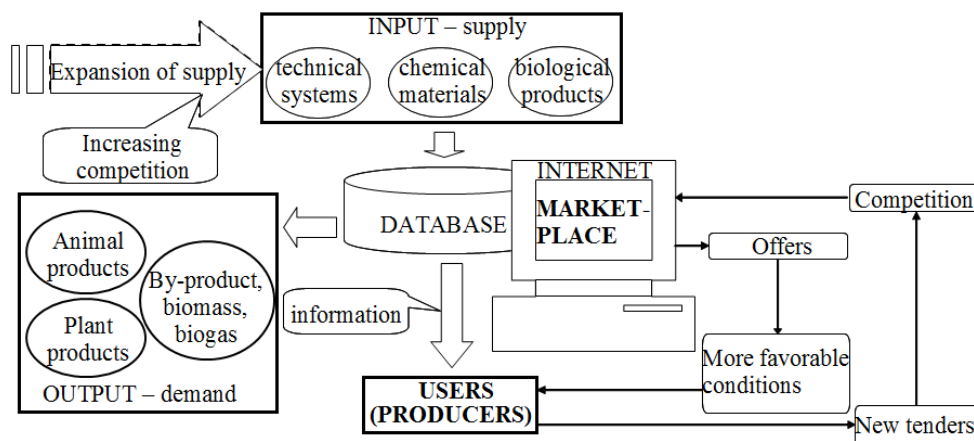 INPUT – supply
Expansion of supply
technical
systems
chemical
materials
biological
products
Increasing
competition
INTERNET
MARKET-
PLACE
DATABASE
Competition
Offers
Animal
products
By-product,
biomass,
biogas
Plant
products
OUTPUT – demand
information
More favorable
conditions
USERS
(PRODUCERS)
New tenders